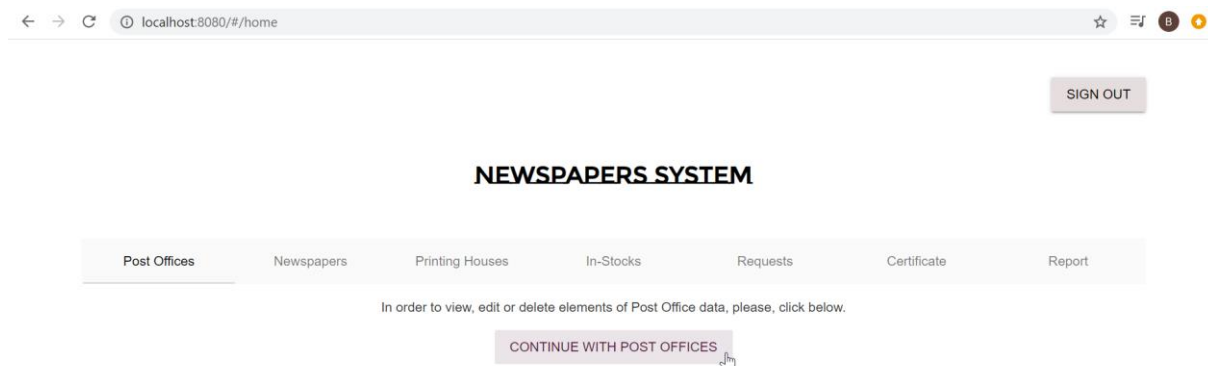 localhost:8080/#/home
B
SIGN OUT
NEWSPAPERS SYSTEM
Post Offices Newspapers Printing Houses In-Stocks Requests Certificate Report
In order to view, edit or delete elements of Post Office data, please, click below.
CONTINUE WITH POST OFFICES